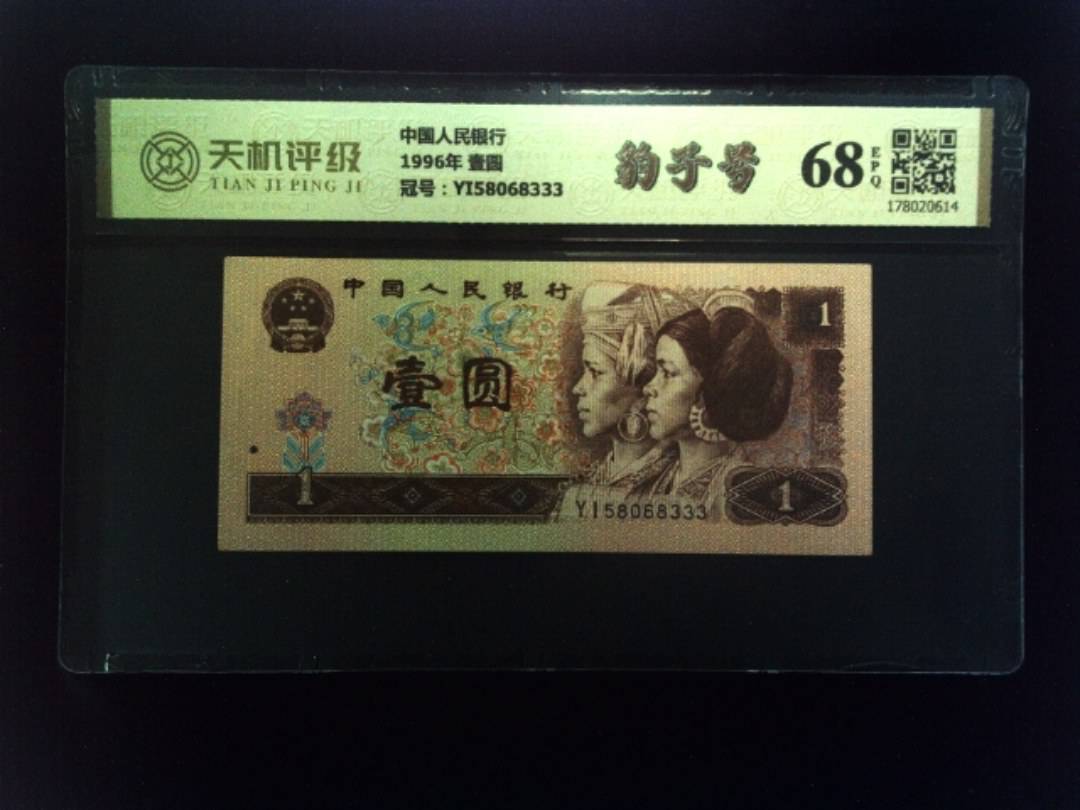 天机评级
TIAN JI PING JI
中国人民银行
1996年 壹圆
冠号：YI58068333
豹子号
68
EPQ
178020614
中国人民银行
1
壹圆
1
YI58068333
1